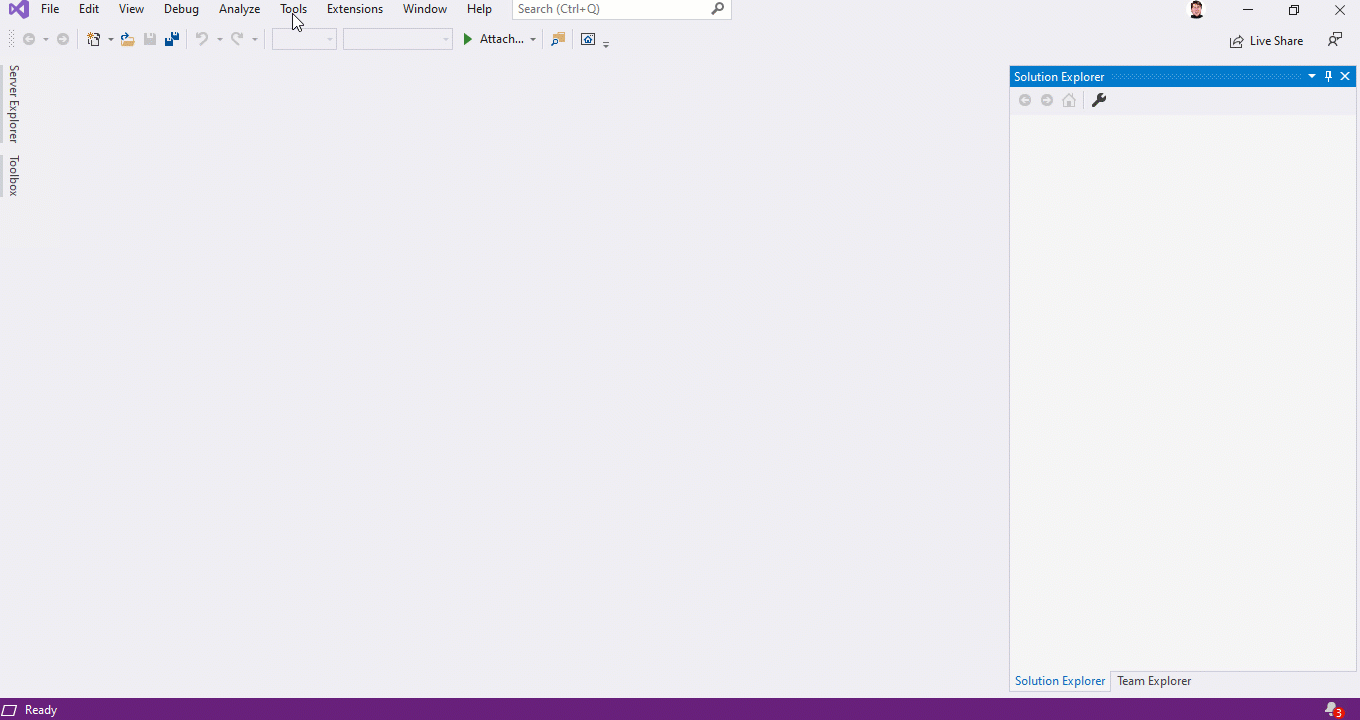 File Edit View Debug Analyze Tools Extensions Window Help Search (Ctrl+Q)
Attach... Live Share
Server Explorer
Toolbox
Solution Explorer
Solution Explorer Team Explorer
Ready 3